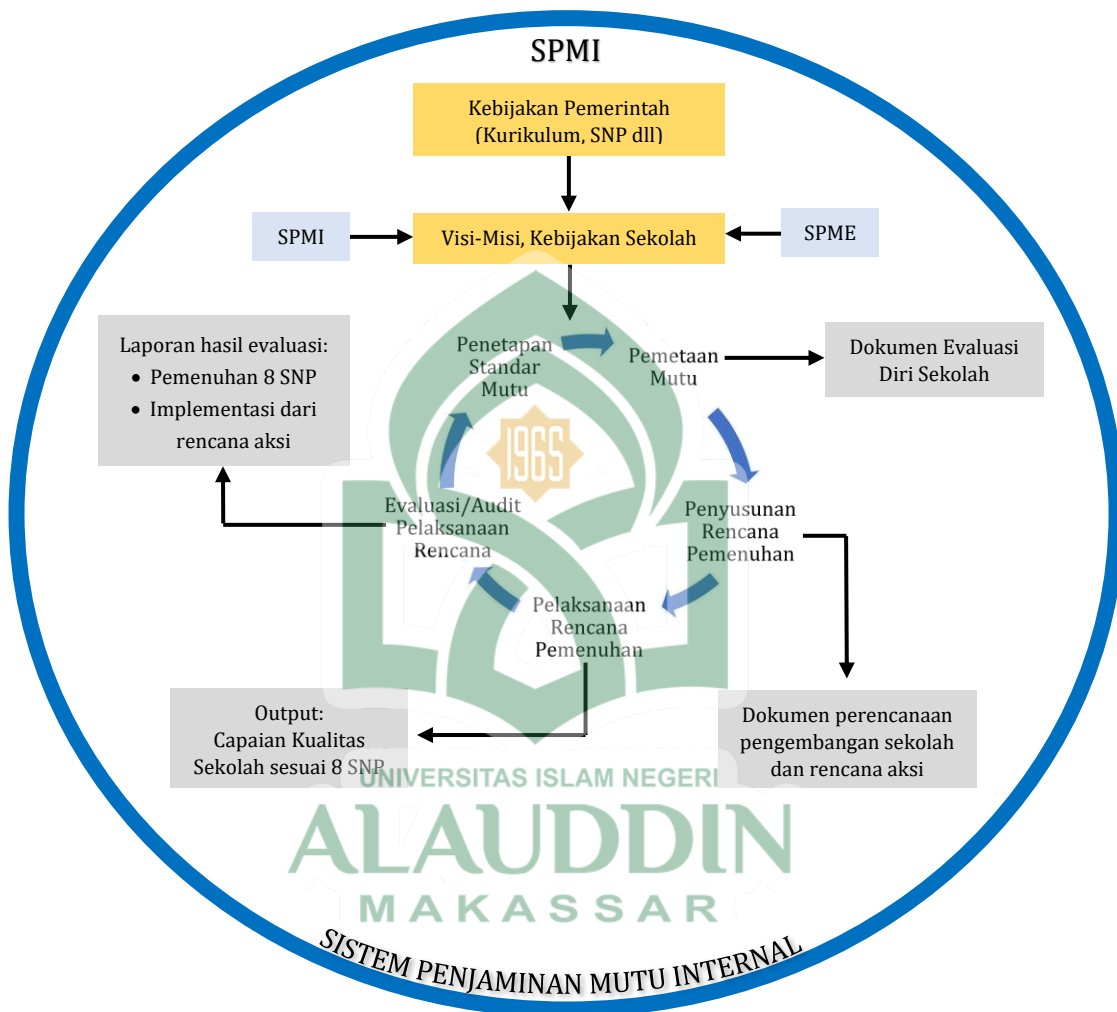 SPMI
Kebijakan Pemerintah
(Kurikulum, SNP dll)
SPMI
Visi-Misi, Kebijakan Sekolah
SPME
Laporan hasil evaluasi:
• Pemenuhan 8 SNP
• Implementasi dari
rencana aksi
Penetapan
Standar
Mutu
Pemetaan
Mutu
Dokumen Evaluasi
Diri Sekolah
1965
Evaluasi/Audit
Pelaksanaan
Rencana
Penyusunan
Rencana
Pemenuhan
Pelaksanaan
Rencana
Pemenuhan
Output:
Capaian Kualitas
Sekolah sesuai 8 SNP
Dokumen perencanaan
pengembangan sekolah
dan rencana aksi
UNIVERSITAS ISLAM NEGERI
ALAUDDIN
MAKASSAR
SISTEM PENJAMINAN MUTU INTERNAL